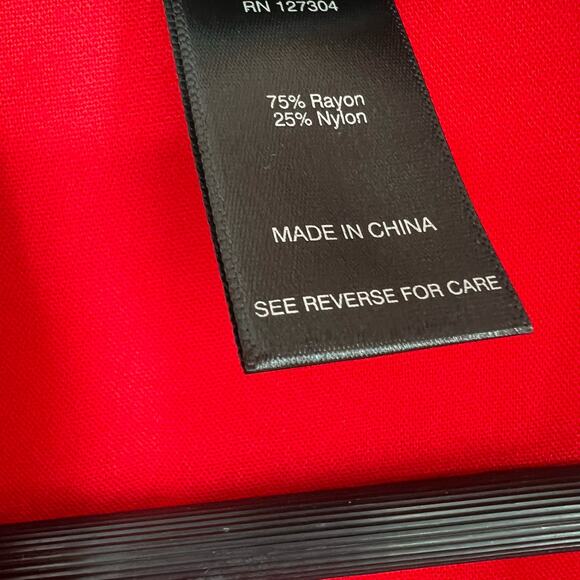 RN 127304
75% Rayon
25% Nylon
MADE IN CHINA
SEE REVERSE FOR CARE